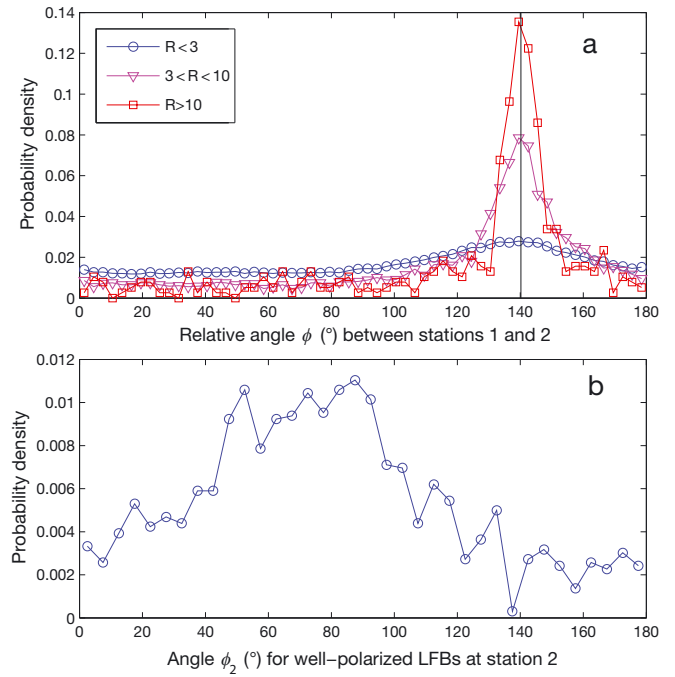 0.14
0.12
0.1
0.08
0.06
0.04
0.02
0
Probability density
R<3
3<R<10
R>10
a
0 20 40 60 80 100 120 140 160 180
Relative angle ϕ (°) between stations 1 and 2
0.012
0.01
0.008
0.006
0.004
0.002
0
Probability density
b
0 20 40 60 80 100 120 140 160 180
Angle ϕ₂ (°) for well−polarized LFBs at station 2